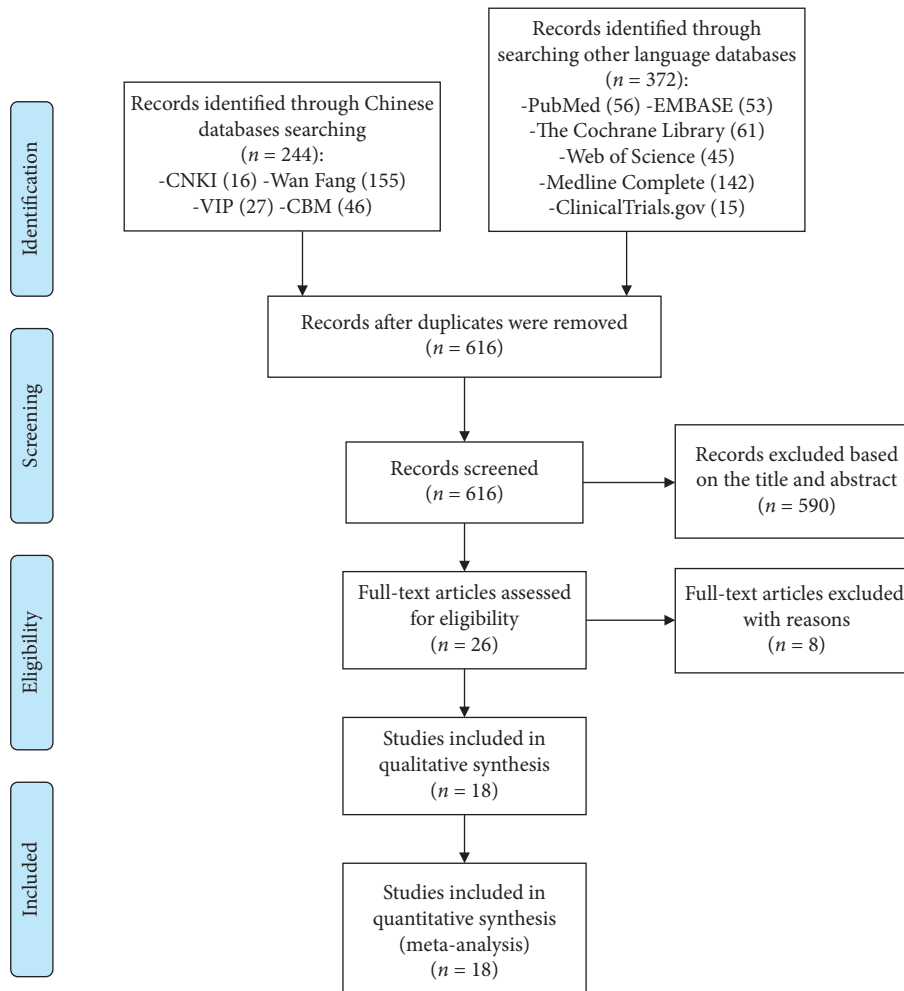 Identification
Records identified through Chinese
databases searching
(n = 244):
-CNKI (16) -Wan Fang (155)
-VIP (27) -CBM (46)
Records identified through
searching other language databases
(n = 372):
-PubMed (56) -EMBASE (53)
-The Cochrane Library (61)
-Web of Science (45)
-Medline Complete (142)
-ClinicalTrials.gov (15)
Records after duplicates were removed
(n = 616)
Screening
Records screened
(n = 616)
Records excluded based
on the title and abstract
(n = 590)
Eligibility
Full-text articles assessed
for eligibility
(n = 26)
Full-text articles excluded
with reasons
(n = 8)
Studies included in
qualitative synthesis
(n = 18)
Included
Studies included in
quantitative synthesis
(meta-analysis)
(n = 18)